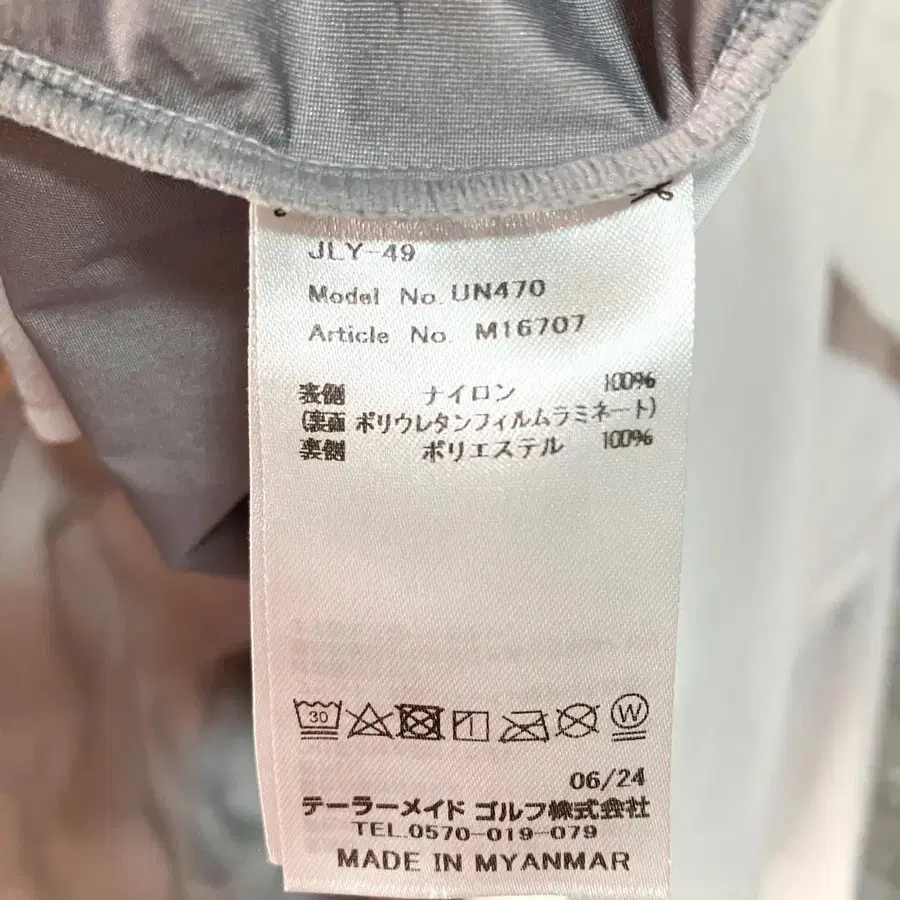 JLY-49
Model No. UN470
Article No. M16707
表側 ナイロン 100%
(裏面 ポリウレタンフィルムラミネート)
裏側 ポリエステル 100%
30
W
06/24
テーラーメイド ゴルフ株式会社
TEL.0570-019-079
MADE IN MYANMAR